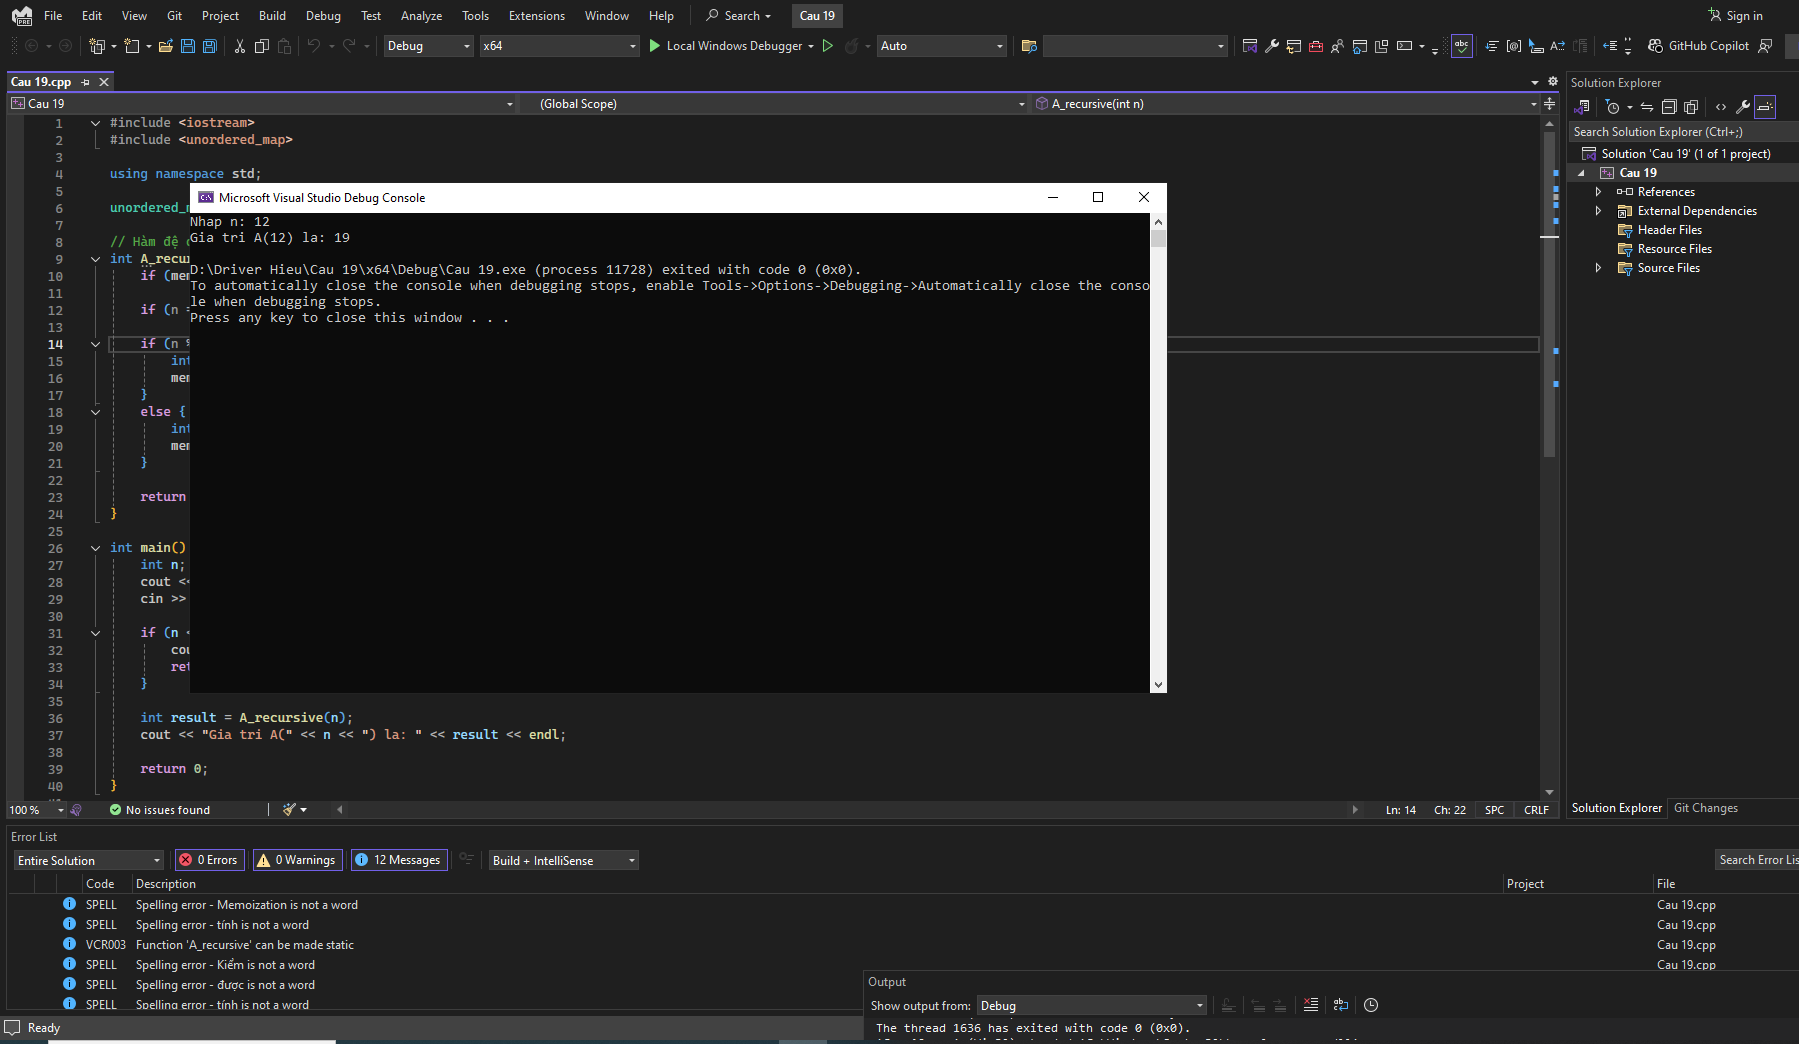 File Edit View Git Project Build Debug Test Analyze Tools Extensions Window Help Search Cau 19 Sign in
Debug x64 Local Windows Debugger Auto GitHub Copilot
Cau 19.cpp
Cau 19 (Global Scope) A_recursive(int n)
1 #include <iostream>
2 #include <unordered_map>
3
4 using namespace std;
5
6
7
8 // Hàm đệ
9 int
10 if
11
12 if (n
13
14 if (n
15 int
16
17 }
18 else {
19 int
20
21 }
22
23 return
24 }
25
26 int main()
27 int n;
28 cout
29 cin >>
30
31 if (n
32
33
34 }
35
36 int result = A_recursive(n);
37 cout << "Gia tri A(" << n << ") la: " << result << endl;
38
39 return 0;
40 }
Microsoft Visual Studio Debug Console
Nhap n: 12
Gia tri A(12) la: 19
D:\Driver Hieu\Cau 19\x64\Debug\Cau 19.exe (process 11728) exited with code 0 (0x0).
To automatically close the console when debugging stops, enable Tools->Options->Debugging->Automatically close the conso
le when debugging stops.
Press any key to close this window . . .
Solution Explorer
Search Solution Explorer (Ctrl+;)
Solution 'Cau 19' (1 of 1 project)
Cau 19
References
External Dependencies
Header Files
Resource Files
Source Files
Solution Explorer Git Changes
100 % No issues found Ln: 14 Ch: 22 SPC CRLF
Error List
Entire Solution 0 Errors 0 Warnings 12 Messages Build + IntelliSense Search Error Lis
Code Description Project File
SPELL Spelling error - Memoization is not a word Cau 19.cpp
SPELL Spelling error - tính is not a word Cau 19.cpp
VCR003 Function 'A_recursive' can be made static Cau 19.cpp
SPELL Spelling error - Kiểm is not a word Cau 19.cpp
SPELL Spelling error - được is not a word
SPELL Spelling error - tính is not a word
Output
Show output from: Debug
The thread 1636 has exited with code 0 (0x0).
Ready